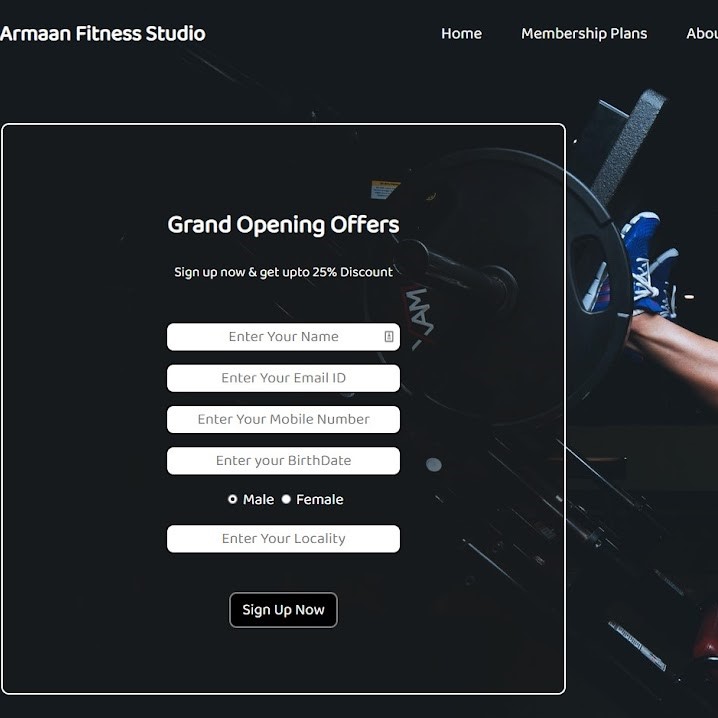 Armaan Fitness Studio
Home Membership Plans Abou
Grand Opening Offers
Sign up now & get upto 25% Discount
Enter Your Name
Enter Your Email ID
Enter Your Mobile Number
Enter your BirthDate
Male Female
Enter Your Locality
Sign Up Now
JAM